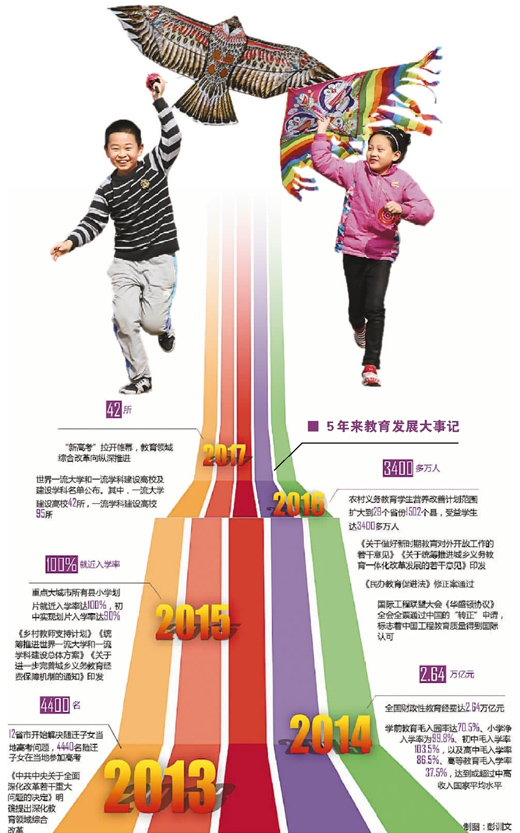 42所
“新高考”拉开帷幕，教育领域
综合改革向纵深推进
世界一流大学和一流学科建设高校及
建设学科名单公布。其中，一流大学
建设高校42所，一流学科建设高校
95所
2017
■ 5年来教育发展大事记
3400多万人
2016
农村义务教育学生营养改善计划范围
扩大到29个省份1502个县，受益学生
达3400多万人
《关于做好新时期教育对外开放工作的
若干意见》《关于统筹推进城乡义务教
育一体化改革发展的若干意见》印发
《民办教育促进法》修正案通过
国际工程联盟大会《华盛顿协议》
全会全票通过中国的“转正”申请，
标志着中国工程教育质量得到国际
认可
100%就近入学率
重点大城市所有县小学划
片就近入学率达100%，初
中实现划片入学率达90%
《乡村教师支持计划》《统
筹推进世界一流大学和一流
学科建设总体方案》《关于
进一步完善城乡义务教育经
费保障机制的通知》印发
2015
2.64万亿元
全国财政性教育经费达2.64万亿元
学前教育毛入园率达70.5%、小学净
入学率为99.8%、初中毛入学率
103.5%，以及高中毛入学率
86.5%、高等教育毛入学率
37.5%，达到或超过中高
收入国家平均水平
2014
4400名
12省市开始解决随迁子女当
地高考问题，4440名随迁
子女在当地参加高考
《中共中央关于全面
深化改革若干重大
问题的决定》明
确提出深化教
育领域综合
改革
2013
制图：彭训文